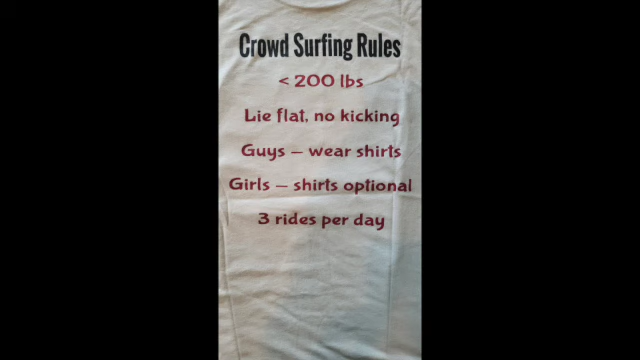 Crowd Surfing Rules
< 200 lbs
Lie flat, no kicking
Guys – wear shirts
Girls – shirts optional
3 rides per day